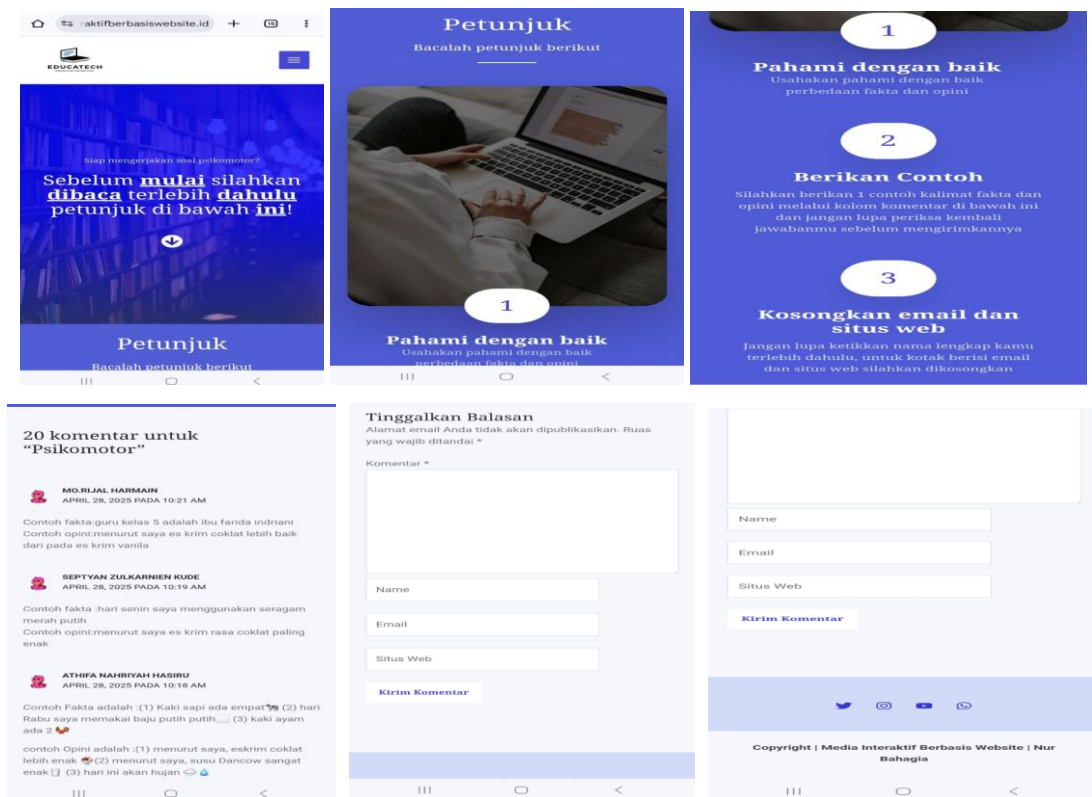 raktifberbasiswebsite.id
15
EDUCATECH
Siap mengerjakan soal psikomotor?
Sebelum mulai silahkan
dibaca terlebih dahulu
petunjuk di bawah ini!
Petunjuk
Bacalah petunjuk berikut
Petunjuk
Bacalah petunjuk berikut
1
Pahami dengan baik
Usahakan pahami dengan baik
perbedaan fakta dan opini
1
Pahami dengan baik
Usahakan pahami dengan baik
perbedaan fakta dan opini
2
Berikan Contoh
Silahkan berikan 1 contoh kalimat fakta dan
opini melalui kolom komentar di bawah ini
dan jangan lupa periksa kembali
jawabanmu sebelum mengirimkannya
3
Kosongkan email dan
situs web
Jangan lupa ketikkan nama lengkap kamu
terlebih dahulu, untuk kotak berisi email
dan situs web silahkan dikosongkan
20 komentar untuk
“Psikomotor”
MO.RIJAL HARMAIN
APRIL 28, 2025 PADA 10:21 AM
Contoh fakta:guru kelas 5 adalah ibu farida indriani
Contoh opini:menurut saya es krim coklat lebih baik
dari pada es krim vanila
SEPTYAN ZULKARNIEN KUDE
APRIL 28, 2025 PADA 10:19 AM
Contoh fakta :hari senin saya menggunakan seragam
merah putih
Contoh opini:menurut saya es krim rasa coklat paling
enak
ATHIFA NAHRIYAH HASIRU
APRIL 28, 2025 PADA 10:18 AM
Contoh Fakta adalah :(1) Kaki sapi ada empat🐄 (2) hari
Rabu saya memakai baju putih putih (3) kaki ayam
ada 2
contoh Opini adalah :(1) menurut saya, eskrim coklat
lebih enak (2) menurut saya, susu Dancow sangat
enak (3) hari ini akan hujan 💧
Tinggalkan Balasan
Alamat email Anda tidak akan dipublikasikan. Ruas
yang wajib ditandai *
Komentar *
Name
Email
Situs Web
Kirim Komentar
Name
Email
Situs Web
Kirim Komentar
Copyright | Media Interaktif Berbasis Website | Nur
Bahagia